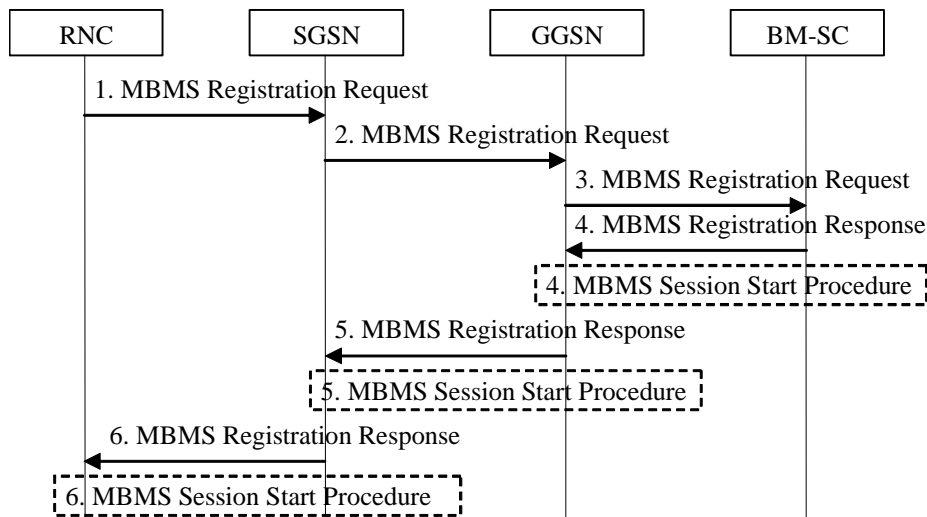 RNC
SGSN
GGSN
BM-SC
1. MBMS Registration Request
2. MBMS Registration Request
3. MBMS Registration Request
4. MBMS Registration Response
4. MBMS Session Start Procedure
5. MBMS Registration Response
5. MBMS Session Start Procedure
6. MBMS Registration Response
6. MBMS Session Start Procedure